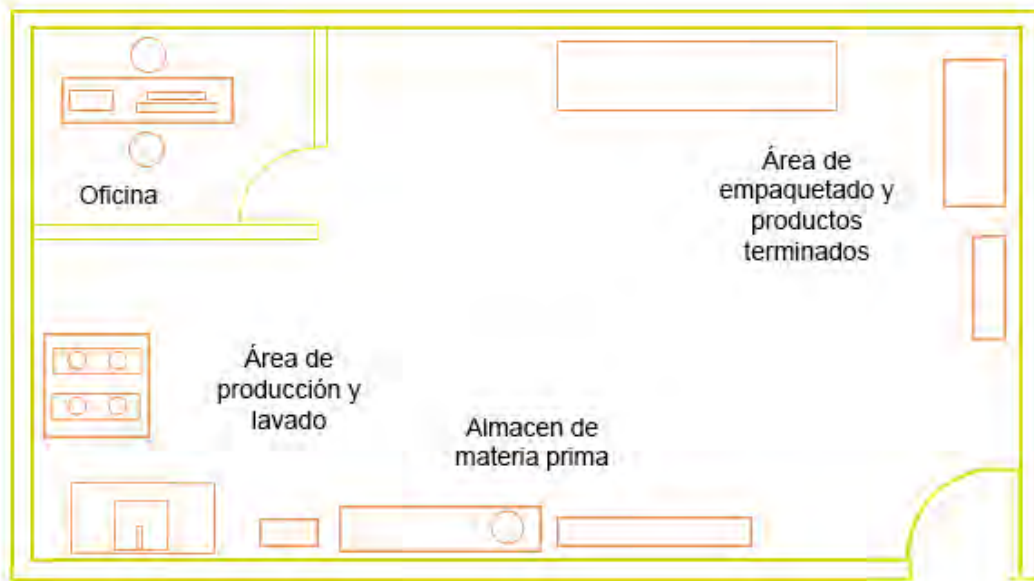 Oficina
Área de
empaquetado y
productos
terminados
Área de
producción y
lavado
Almacen de
materia prima